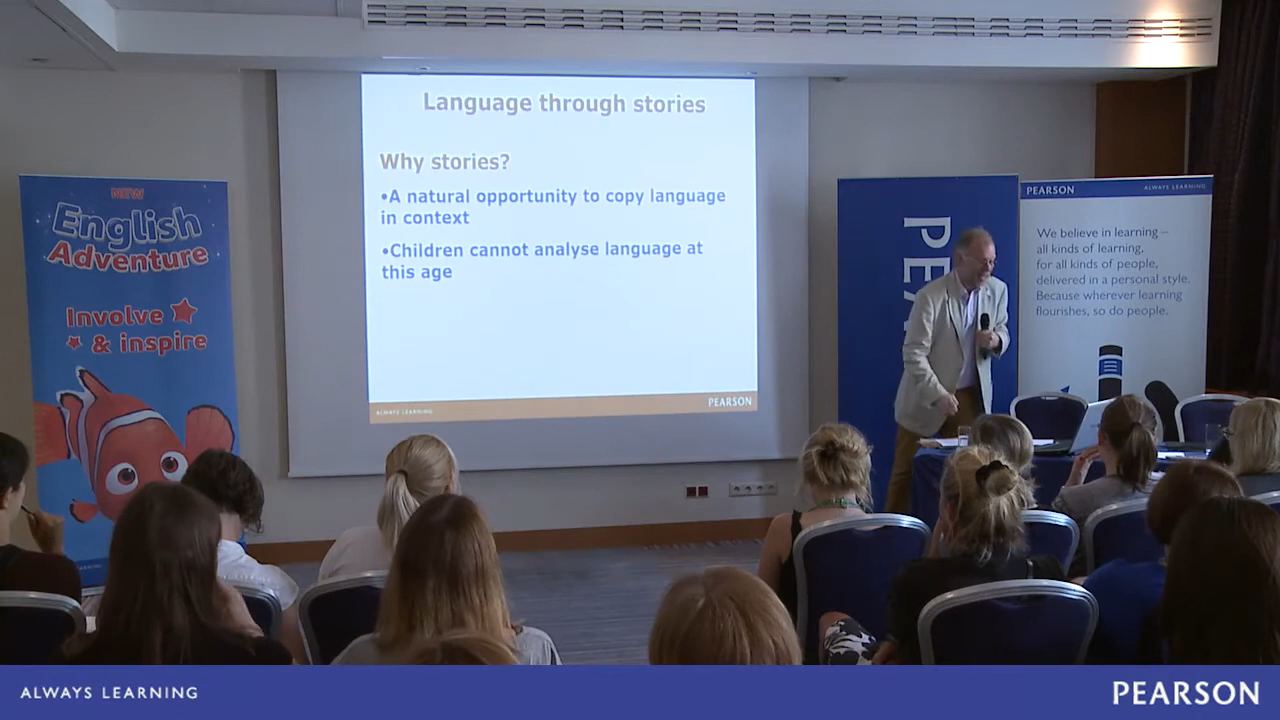 Language through stories
Why stories?
•A natural opportunity to copy language
in context
•Children cannot analyse language at
this age
ALWAYS LEARNING
PEARSON
NEW
English
Adventure
Involve
& inspire
PEARSON
ALWAYS LEARNING
We believe in learning –
all kinds of learning,
for all kinds of people,
delivered in a personal style.
Because wherever learning
flourishes, so do people.
ALWAYS LEARNING
PEARSON